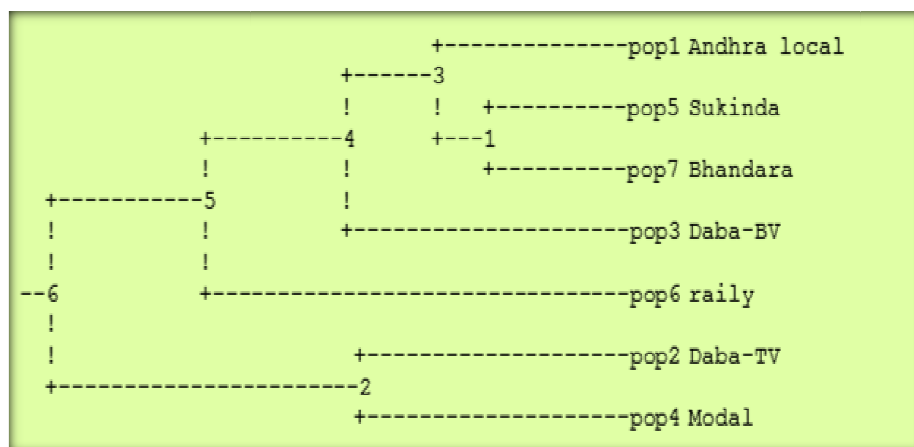 +--------------pop1 Andhra local
+------3
! ! +----------pop5 Sukinda
+----------4 +---1
! ! +----------pop7 Bhandara
+-----------5 !
! ! +---------------------pop3 Daba-BV
! !
--6 +--------------------------------pop6 raily
!
! +--------------------pop2 Daba-TV
+-----------------------2
+--------------------pop4 Modal